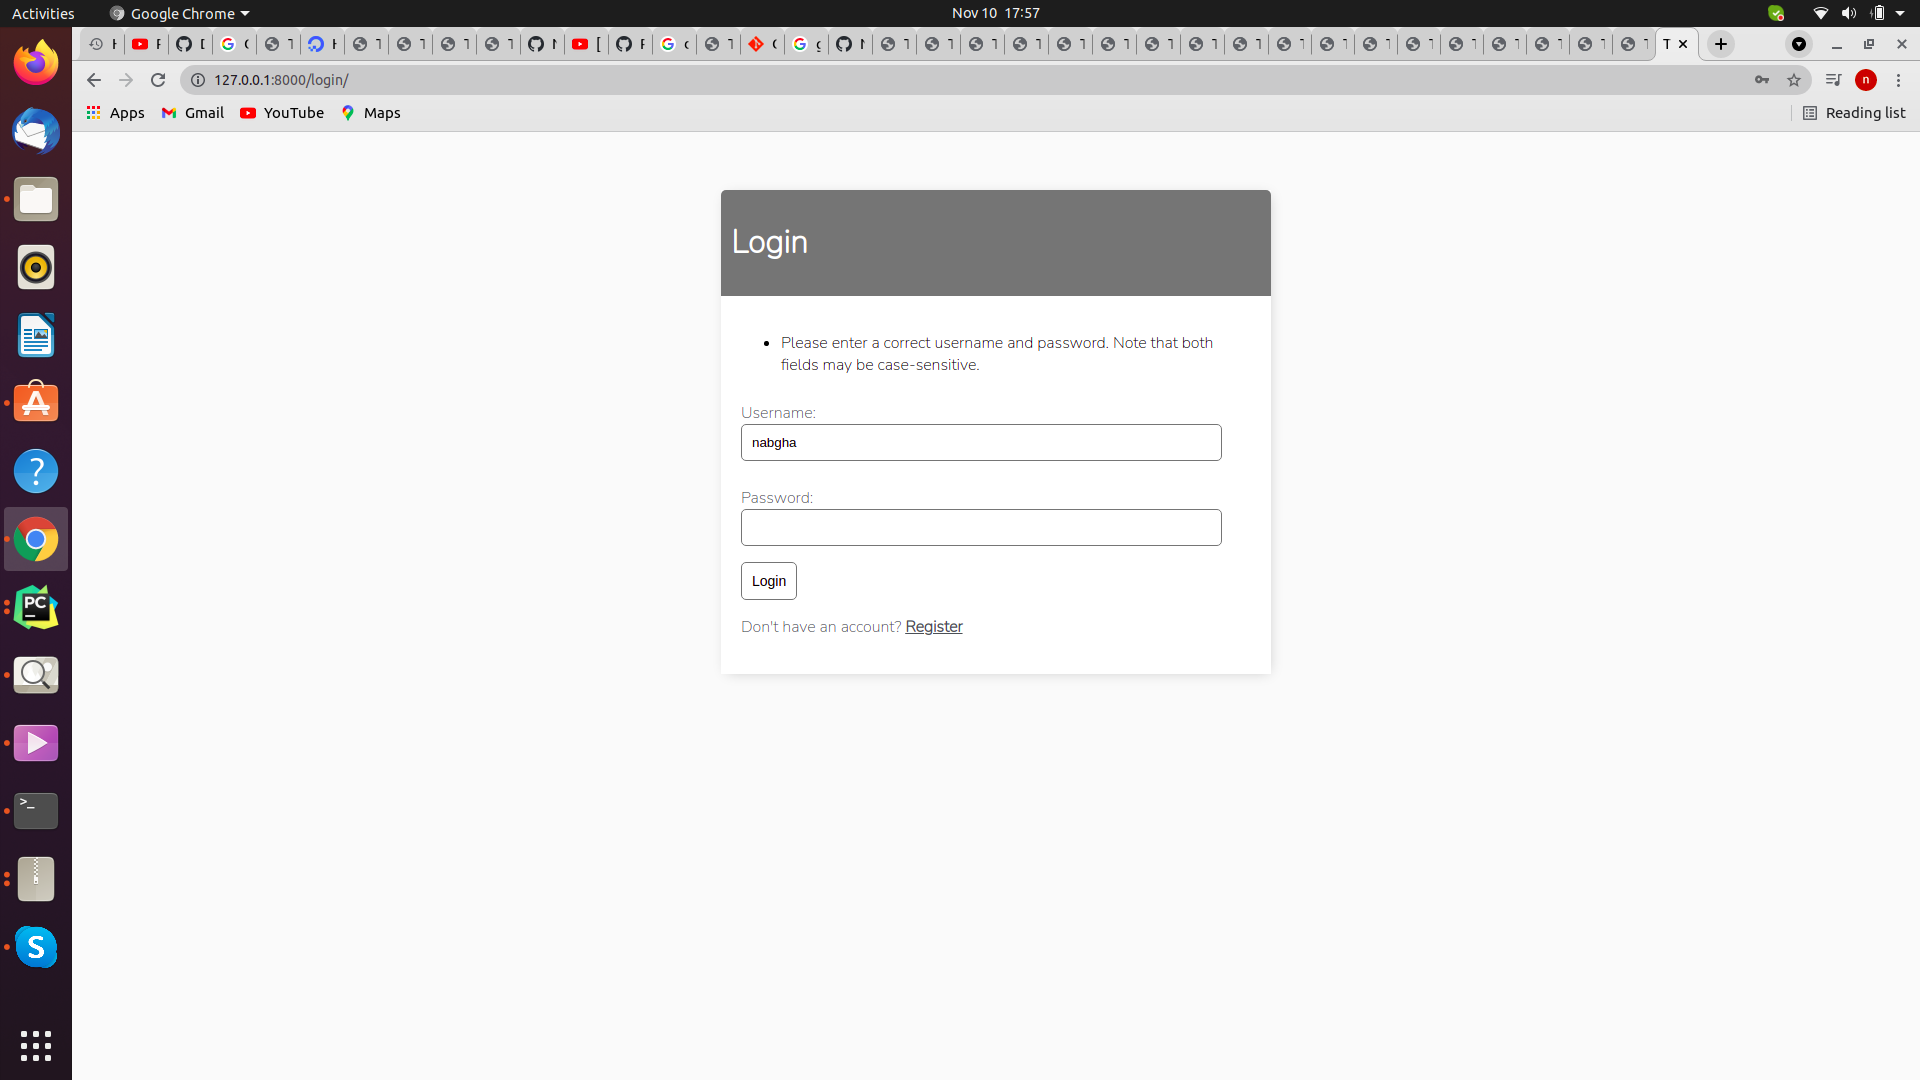 Activities
Google Chrome
Nov 10 17:57
127.0.0.1:8000/login/
n
Apps
Gmail
YouTube
Maps
Reading list
Login
Please enter a correct username and password. Note that both
fields may be case-sensitive.
Username:
nabgha
Password:
Login
Don't have an account? Register
PC
>_
S